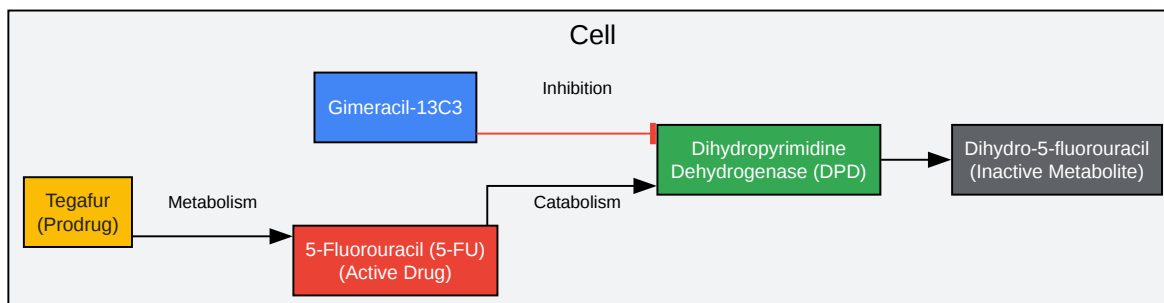 Cell
Inhibition
Gimeracil-13C3
Dihydropyrimidine
Dehydrogenase (DPD)
Dihydro-5-fluorouracil
(Inactive Metabolite)
Tegafur
(Prodrug)
Metabolism
Catabolism
5-Fluorouracil (5-FU)
(Active Drug)